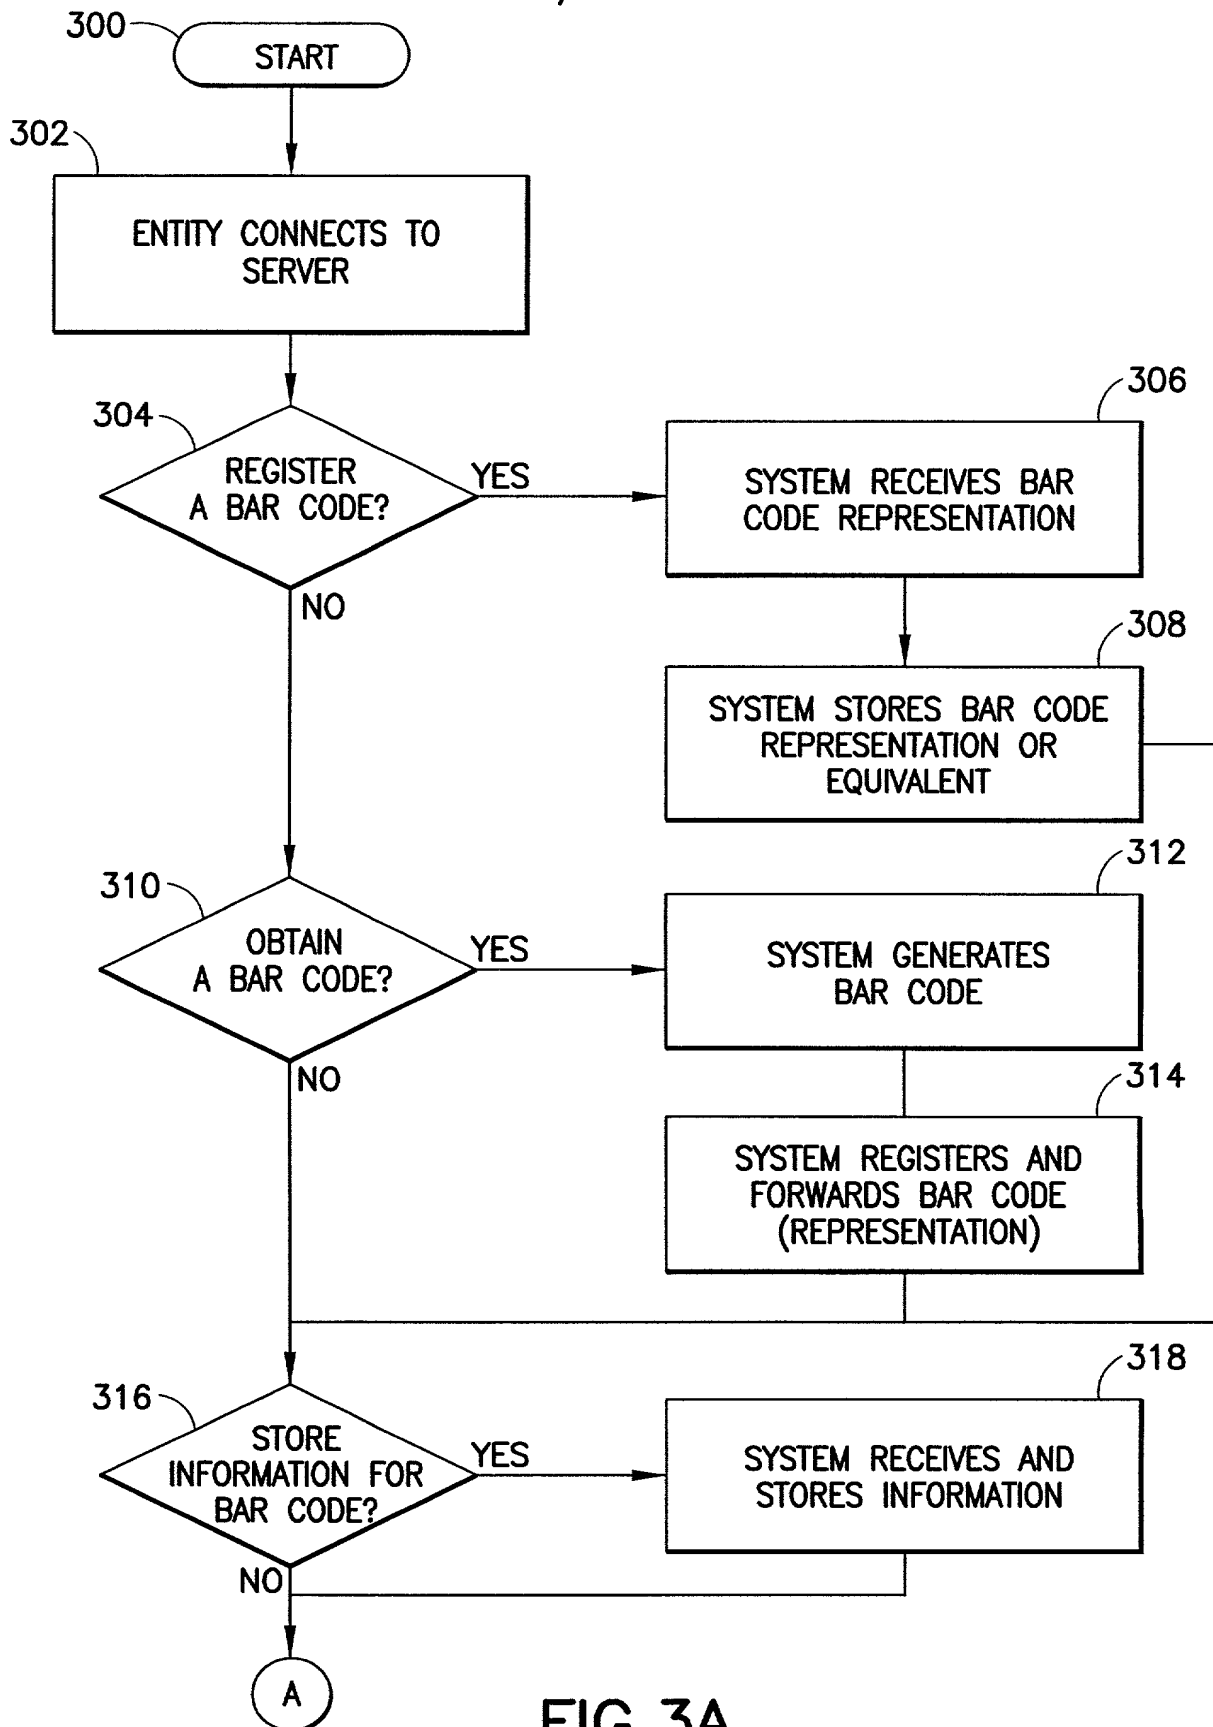 300
START
302
ENTITY CONNECTS TO
SERVER
304
REGISTER
A BAR CODE?
YES
NO
306
SYSTEM RECEIVES BAR
CODE REPRESENTATION
308
SYSTEM STORES BAR CODE
REPRESENTATION OR
EQUIVALENT
310
OBTAIN
A BAR CODE?
YES
NO
312
SYSTEM GENERATES
BAR CODE
314
SYSTEM REGISTERS AND
FORWARDS BAR CODE
(REPRESENTATION)
316
STORE
INFORMATION FOR
BAR CODE?
YES
NO
318
SYSTEM RECEIVES AND
STORES INFORMATION
A
FIG. 3A